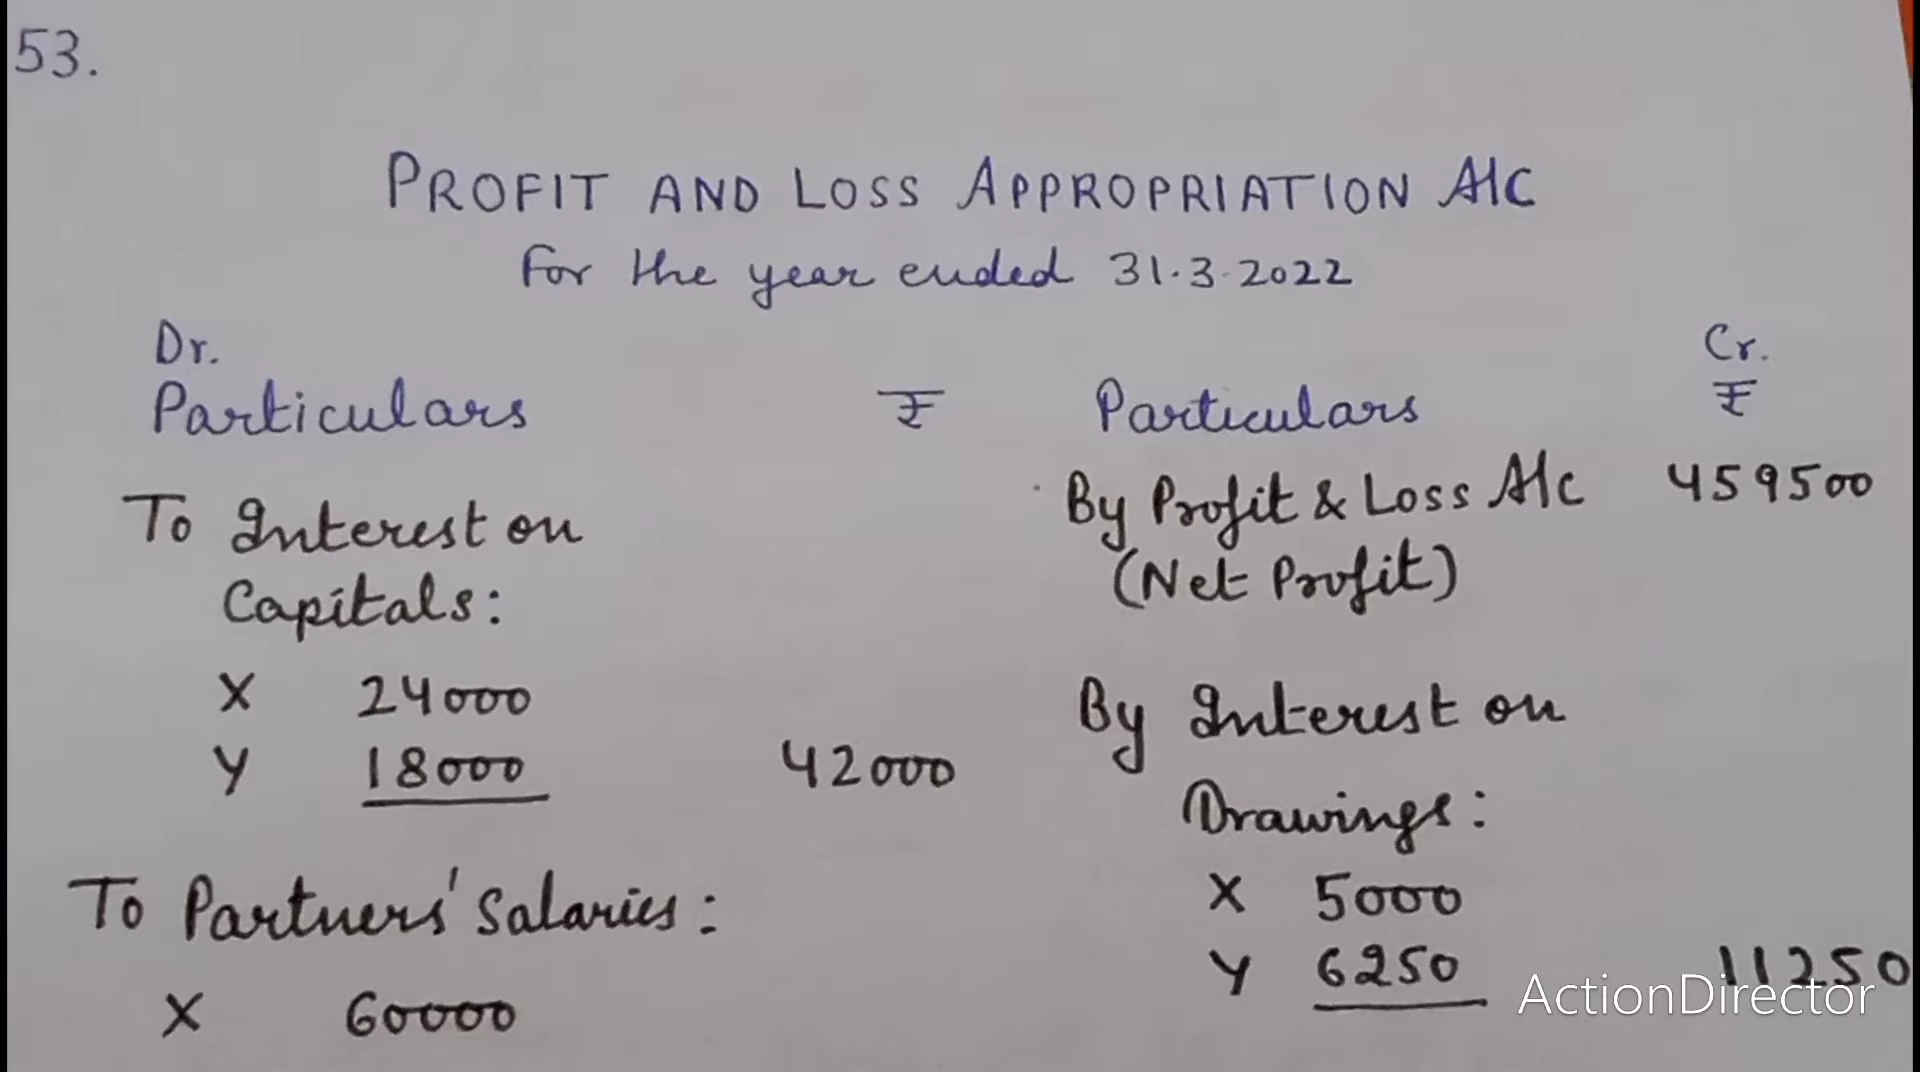 53.
PROFIT AND LOSS APPROPRIATION A/C
For the year ended 31.3.2022
Dr. Cr.
Particulars ₹ Particulars ₹
To Interest on
Capitals:
X 24000
Y 18000 42000
To Partners' Salaries:
X 60000
By Profit & Loss A/c 459500
(Net Profit)
By Interest on
Drawings:
X 5000
Y 6250 11250
ActionDirector